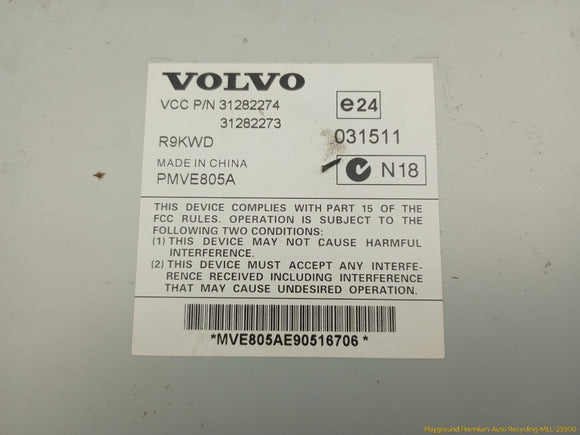 VOLVO
VCC P/N 31282274
31282273
e24
R9KWD
031511
MADE IN CHINA
PMVE805A
N18
THIS DEVICE COMPLIES WITH PART 15 OF THE
FCC RULES. OPERATION IS SUBJECT TO THE
FOLLOWING TWO CONDITIONS:
(1) THIS DEVICE MAY NOT CAUSE HARMFUL
INTERFERENCE.
(2) THIS DEVICE MUST ACCEPT ANY INTERFE-
RENCE RECEIVED INCLUDING INTERFERENCE
THAT MAY CAUSE UNDESIRED OPERATION.
*MVE805AE90516706*
Playground Premium Auto Recycling-MLL-259110